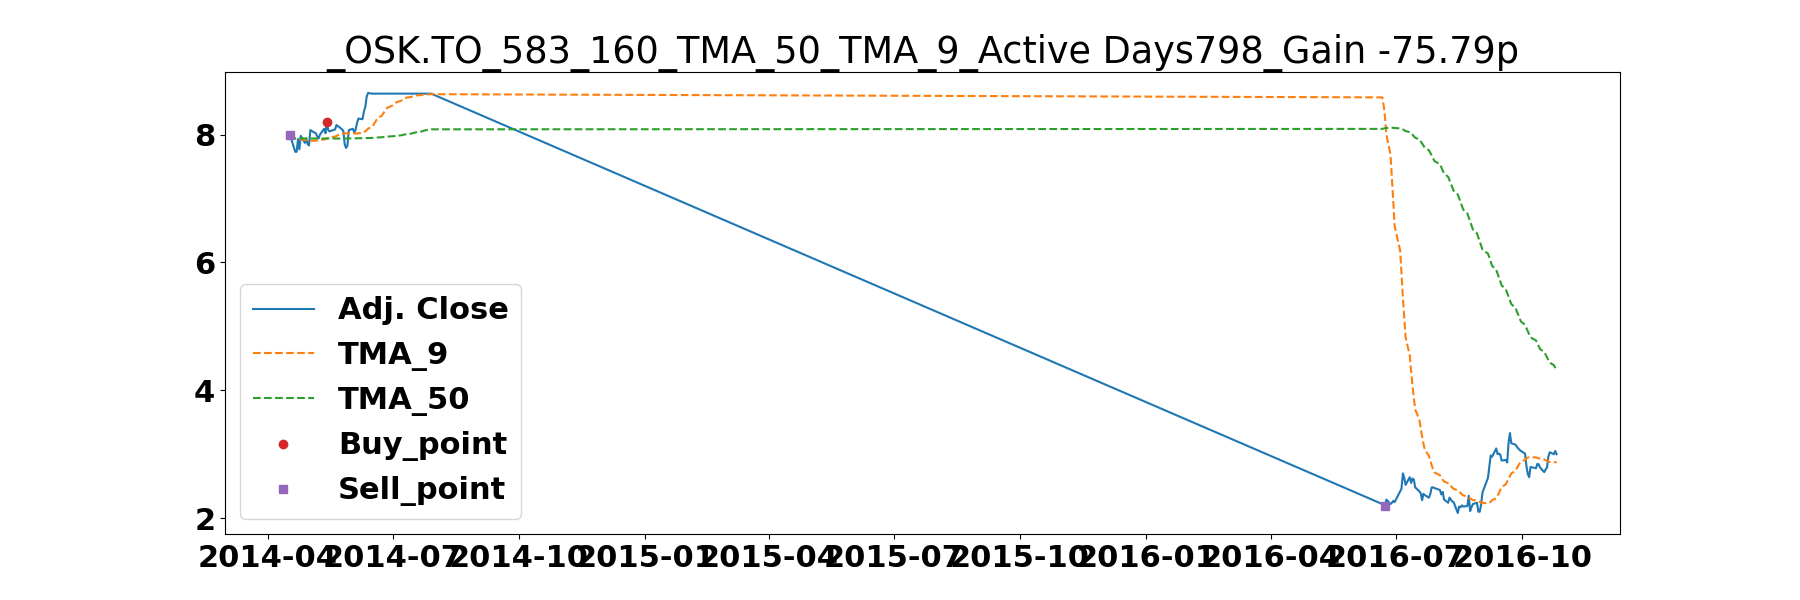 _OSK.TO_583_160_TMA_50_TMA_9_Active Days798_Gain -75.79p
8
6
4
2
Adj. Close
TMA_9
TMA_50
Buy_point
Sell_point
2014-04 2014-07 2014-10 2015-01 2015-04 2015-07 2015-10 2016-01 2016-04 2016-07 2016-10